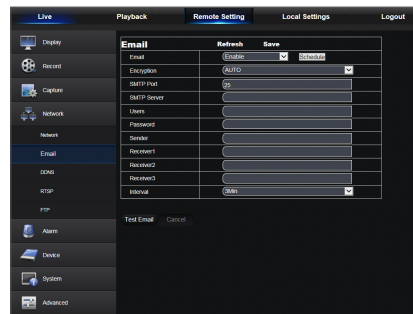 Live Playback Remote Setting Local Settings Logout
Display
Record
Capture
Network
Network
Email
DDNS
RTSP
FTP
Alarm
Device
System
Advanced
Email Refresh Save
Email Enable Schedule
Encryption AUTO
SMTP Port 25
SMTP Server
Users
Password
Sender
Receiver1
Receiver2
Receiver3
Interval 3Min
Test Email Cancel